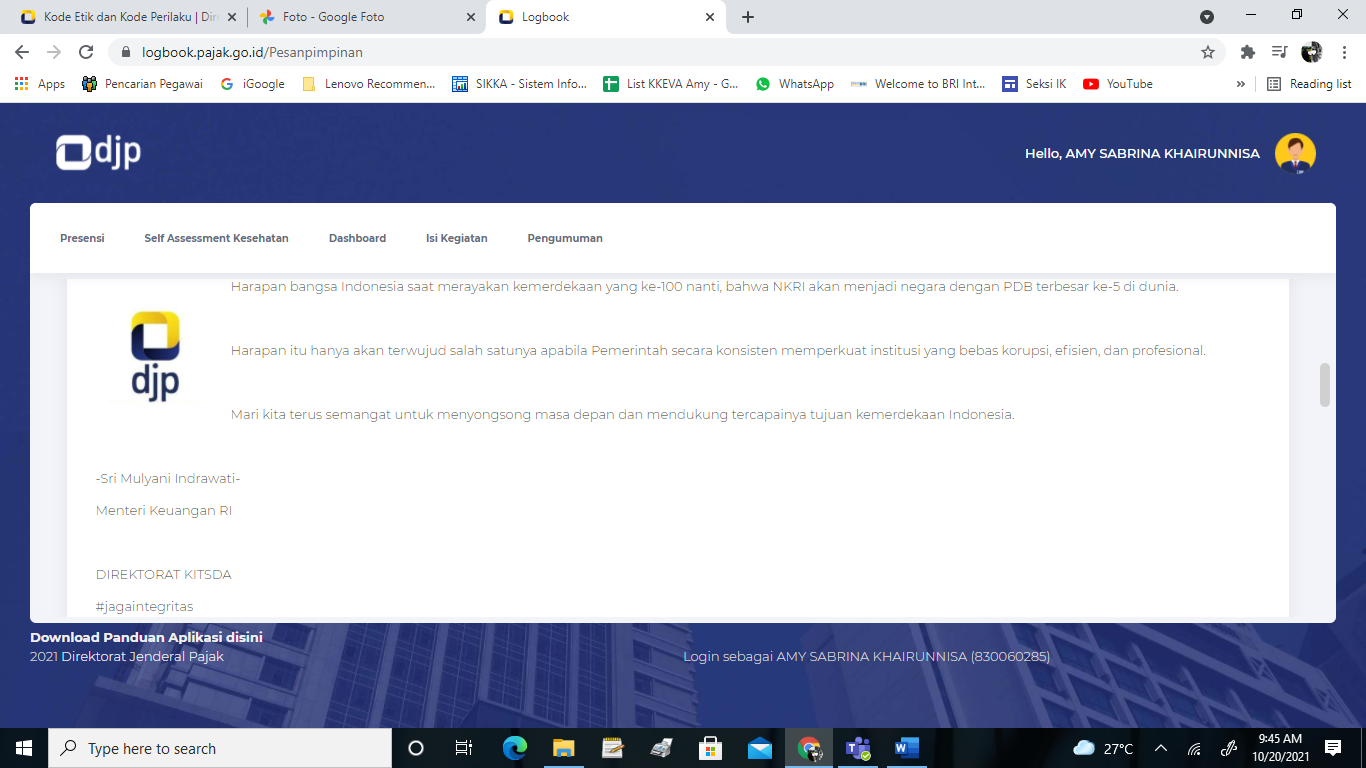 Kode Etik dan Kode Perilaku | Dir
Foto - Google Foto
Logbook
logbook.pajak.go.id/Pesanpimpinan
Apps
Pencarian Pegawai
iGoogle
Lenovo Recommen...
SIKKA - Sistem Info...
List KKEVA Amy - G...
WhatsApp
Welcome to BRI Int...
Seksi IK
YouTube
»
Reading list
djp
Hello, AMY SABRINA KHAIRUNNISA
Presensi
Self Assessment Kesehatan
Dashboard
Isi Kegiatan
Pengumuman
Harapan bangsa Indonesia saat merayakan kemerdekaan yang ke-100 nanti, bahwa NKRI akan menjadi negara dengan PDB terbesar ke-5 di dunia.
djp
Harapan itu hanya akan terwujud salah satunya apabila Pemerintah secara konsisten memperkuat institusi yang bebas korupsi, efisien, dan profesional.
Mari kita terus semangat untuk menyongsong masa depan dan mendukung tercapainya tujuan kemerdekaan Indonesia.
-Sri Mulyani Indrawati-
Menteri Keuangan RI
DIREKTORAT KITSDA
#jagaintegritas
Download Panduan Aplikasi disini
2021 Direktorat Jenderal Pajak
Login sebagai AMY SABRINA KHAIRUNNISA (830060285)
Type here to search
27°C
9:45 AM
10/20/2021